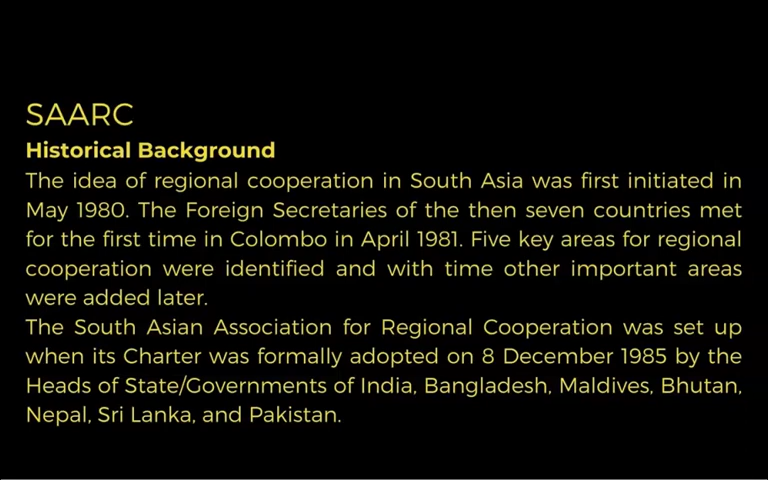 SAARC
Historical Background
The idea of regional cooperation in South Asia was first initiated in
May 1980. The Foreign Secretaries of the then seven countries met
for the first time in Colombo in April 1981. Five key areas for regional
cooperation were identified and with time other important areas
were added later.
The South Asian Association for Regional Cooperation was set up
when its Charter was formally adopted on 8 December 1985 by the
Heads of State/Governments of India, Bangladesh, Maldives, Bhutan,
Nepal, Sri Lanka, and Pakistan.